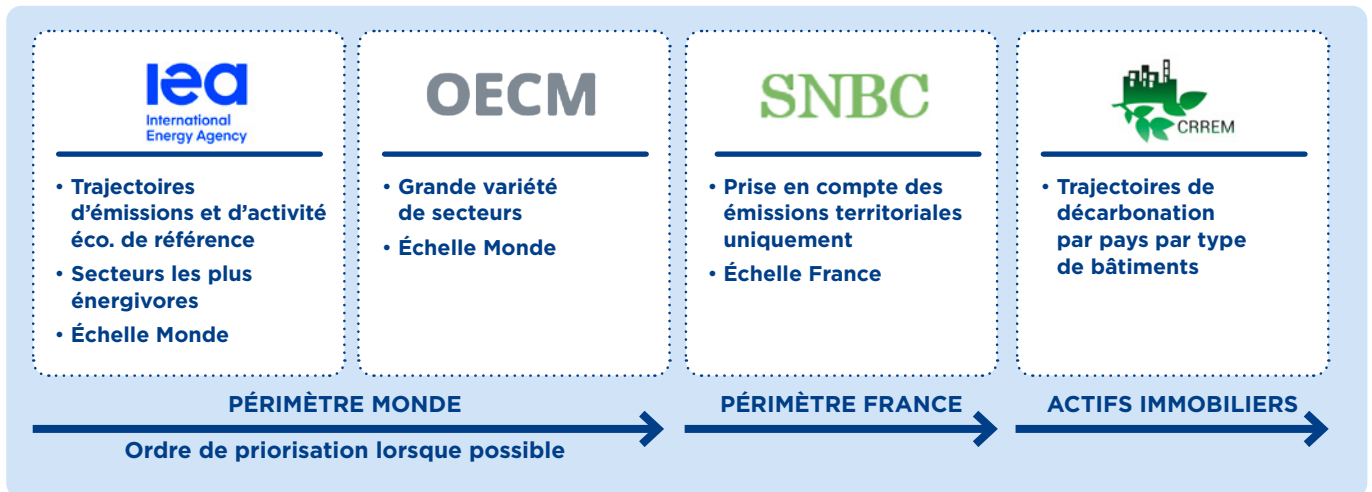 iea
International
Energy Agency
• Trajectoires
d'émissions et d'activité
éco. de référence
• Secteurs les plus
énergivores
• Échelle Monde
OECM
• Grande variété
de secteurs
• Échelle Monde
SNBC
• Prise en compte des
émissions territoriales
uniquement
• Échelle France
CRREM
• Trajectoires de
décarbonation
par pays par type
de bâtiments
PÉRIMÈTRE MONDE
Ordre de priorisation lorsque possible
PÉRIMÈTRE FRANCE
ACTIFS IMMOBILIERS